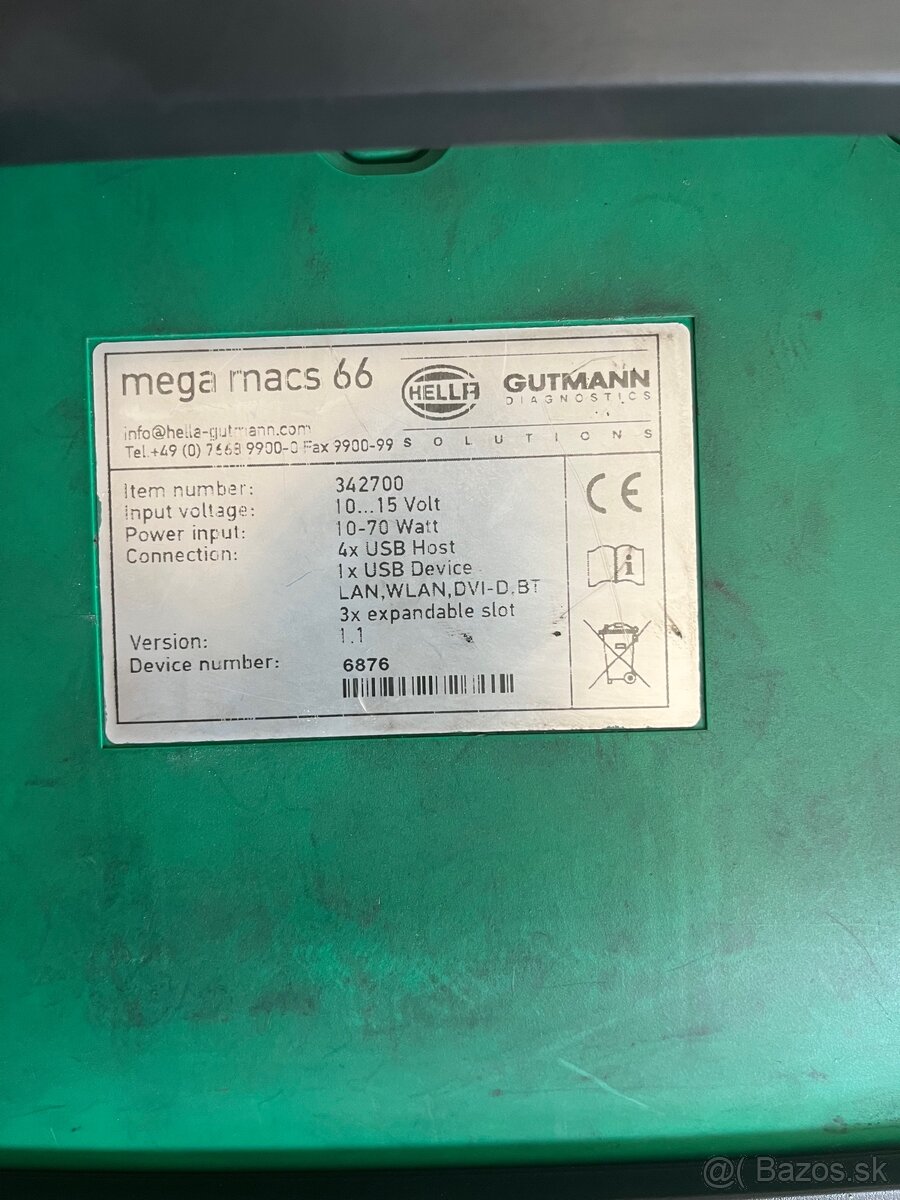 mega macs 66
HELLA
GUTMANN
DIAGNOSTICS
SOLUTIONS
info@hella-gutmann.com
Tel.+49 (0) 7668 9900-0 Fax 9900-99
Item number: 342700
Input voltage: 10...15 Volt
Power input: 10-70 Watt
Connection: 4x USB Host
1x USB Device
LAN,WLAN,DVI-D,BT
3x expandable slot
Version: 1.1
Device number: 6876
CE
i
@( Bazos.sk